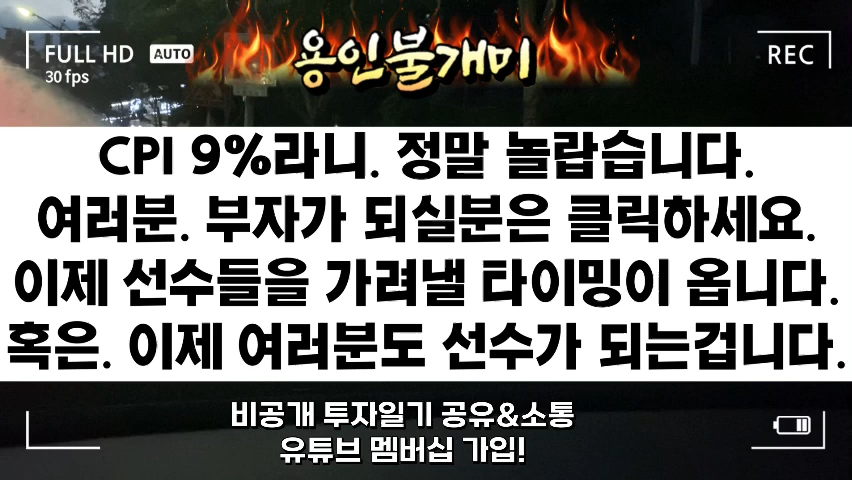 FULL HD AUTO
30 fps
용인불개미
REC
CPI 9%라니. 정말 놀랍습니다.
여러분. 부자가 되실분은 클릭하세요.
이제 선수들을 가려낼 타이밍이 옵니다.
혹은. 이제 여러분도 선수가 되는겁니다.
비공개 투자일기 공유&소통
유튜브 멤버십 가입!